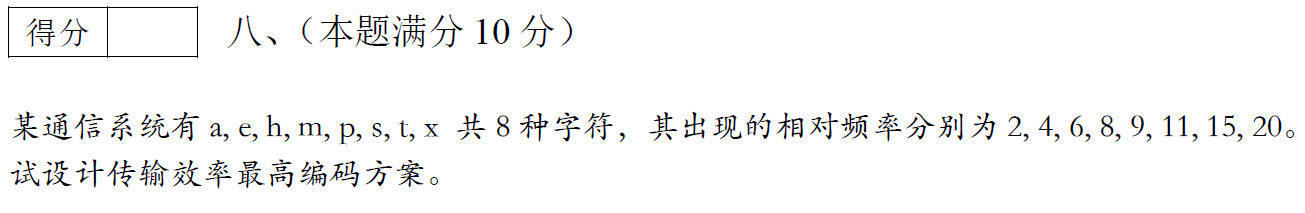 得分 八、（本题满分 10 分）
某通信系统有 a, e, h, m, p, s, t, x 共 8 种字符，其出现的相对频率分别为 2, 4, 6, 8, 9, 11, 15, 20。
试设计传输效率最高编码方案。